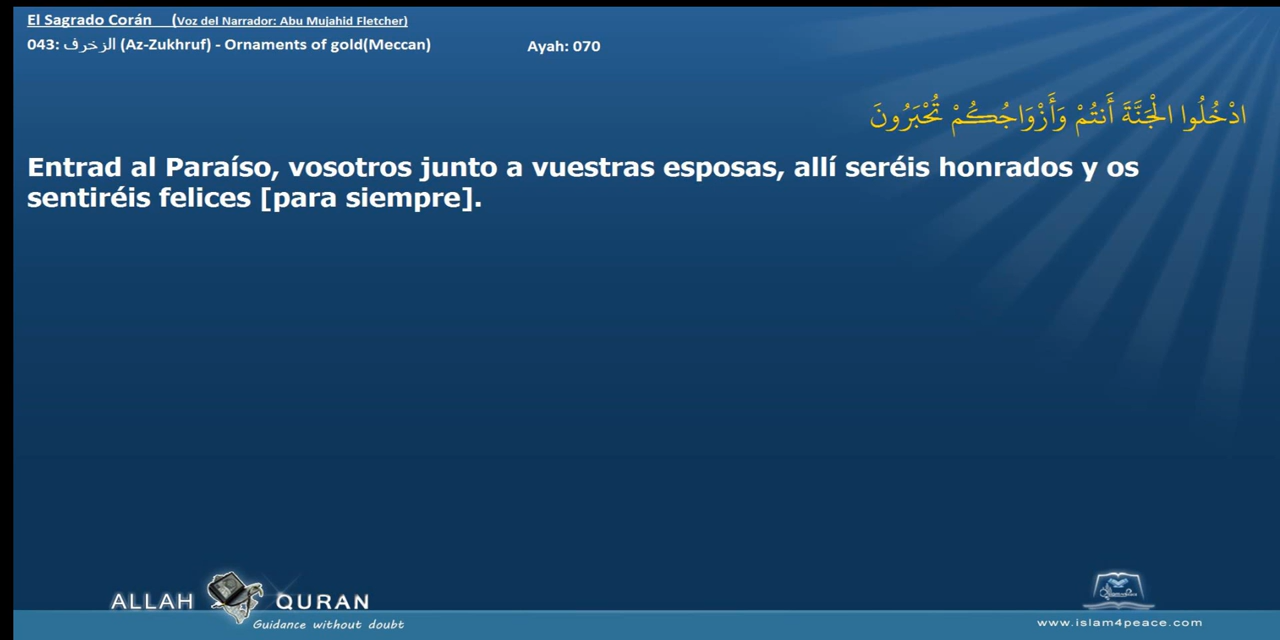 El Sagrado Corán (Voz del Narrador: Abu Mujahid Fletcher)
043: الزخرف (Az-Zukhruf) - Ornaments of gold(Meccan) Ayah: 070
ادْخُلُوا الْجَنَّةَ أَنتُمْ وَأَزْوَاجُكُمْ تُحْبَرُونَ
Entrad al Paraíso, vosotros junto a vuestras esposas, allí seréis honrados y os
sentiréis felices [para siempre].
ALLAH QURAN
Guidance without doubt
www.islam4peace.com